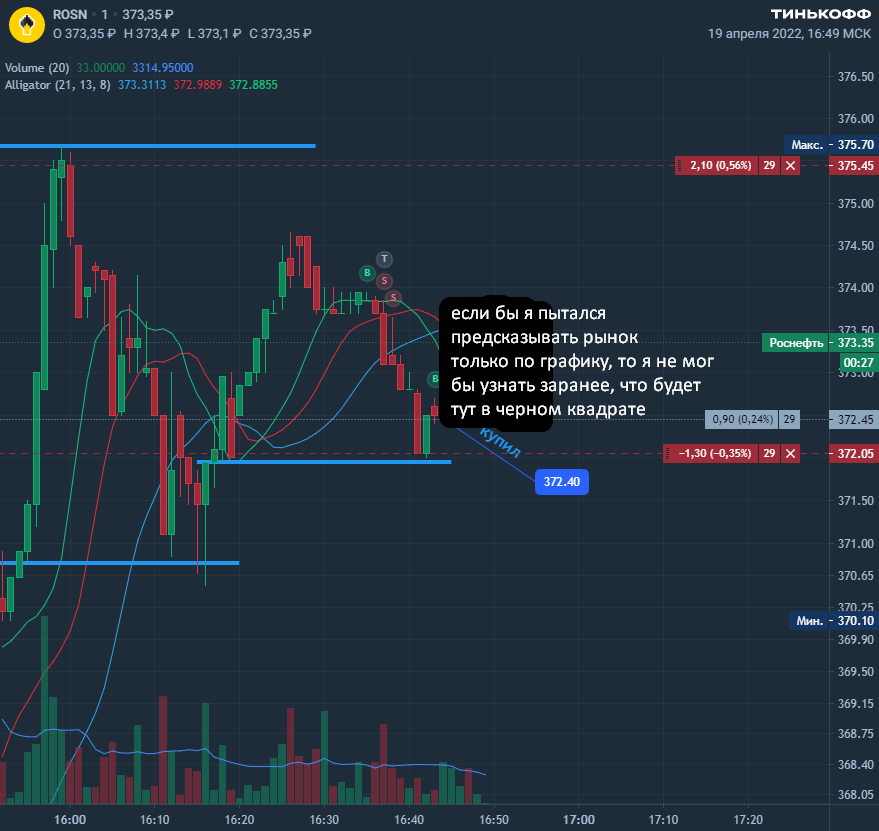 ROSN · 1 · 373,35 ₽
ТИНЬКОФФ
О 373,35 ₽ Н 373,4 ₽ L 373,1 ₽ С 373,35 ₽
19 апреля 2022, 16:49 МСК
Volume (20) 33.00000 3314.95000
Alligator (21, 13, 8) 373.3113 372.9889 372.8855
376.50
376.00
Макс. 375.70
2,10 (0,56%) 29 X 375.45
375.00
374.50
T
B
S
374.00
S
если бы я пытался
предсказывать рынок
только по графику, то я не мог
бы узнать заранее, что будет
тут в черном квадрате
373.50
Роснефть 373.35
00:27
373.00
B
0,90 (0,24%) 29 372.45
купил
−1,30 (−0,35%) 29 X 372.05
372.40
371.50
371.00
370.65
370.25
Мин. 370.10
369.90
369.50
369.15
368.75
368.40
368.05
16:00 16:10 16:20 16:30 16:40 16:50 17:00 17:10 17:20